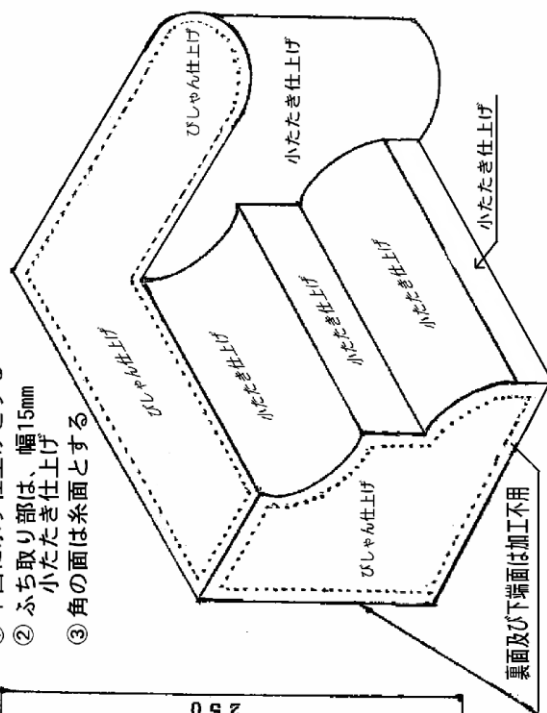 ② ふち取り部は、幅15mm
小たたき仕上げ
③ 角の面は糸面とする
びしゃん仕上げ
びしゃん仕上げ
小たたき仕上げ
小たたき仕上げ
小たたき仕上げ
小たたき仕上げ
小たたき仕上げ
びしゃん仕上げ
裏面及び下端面は加工不用
250